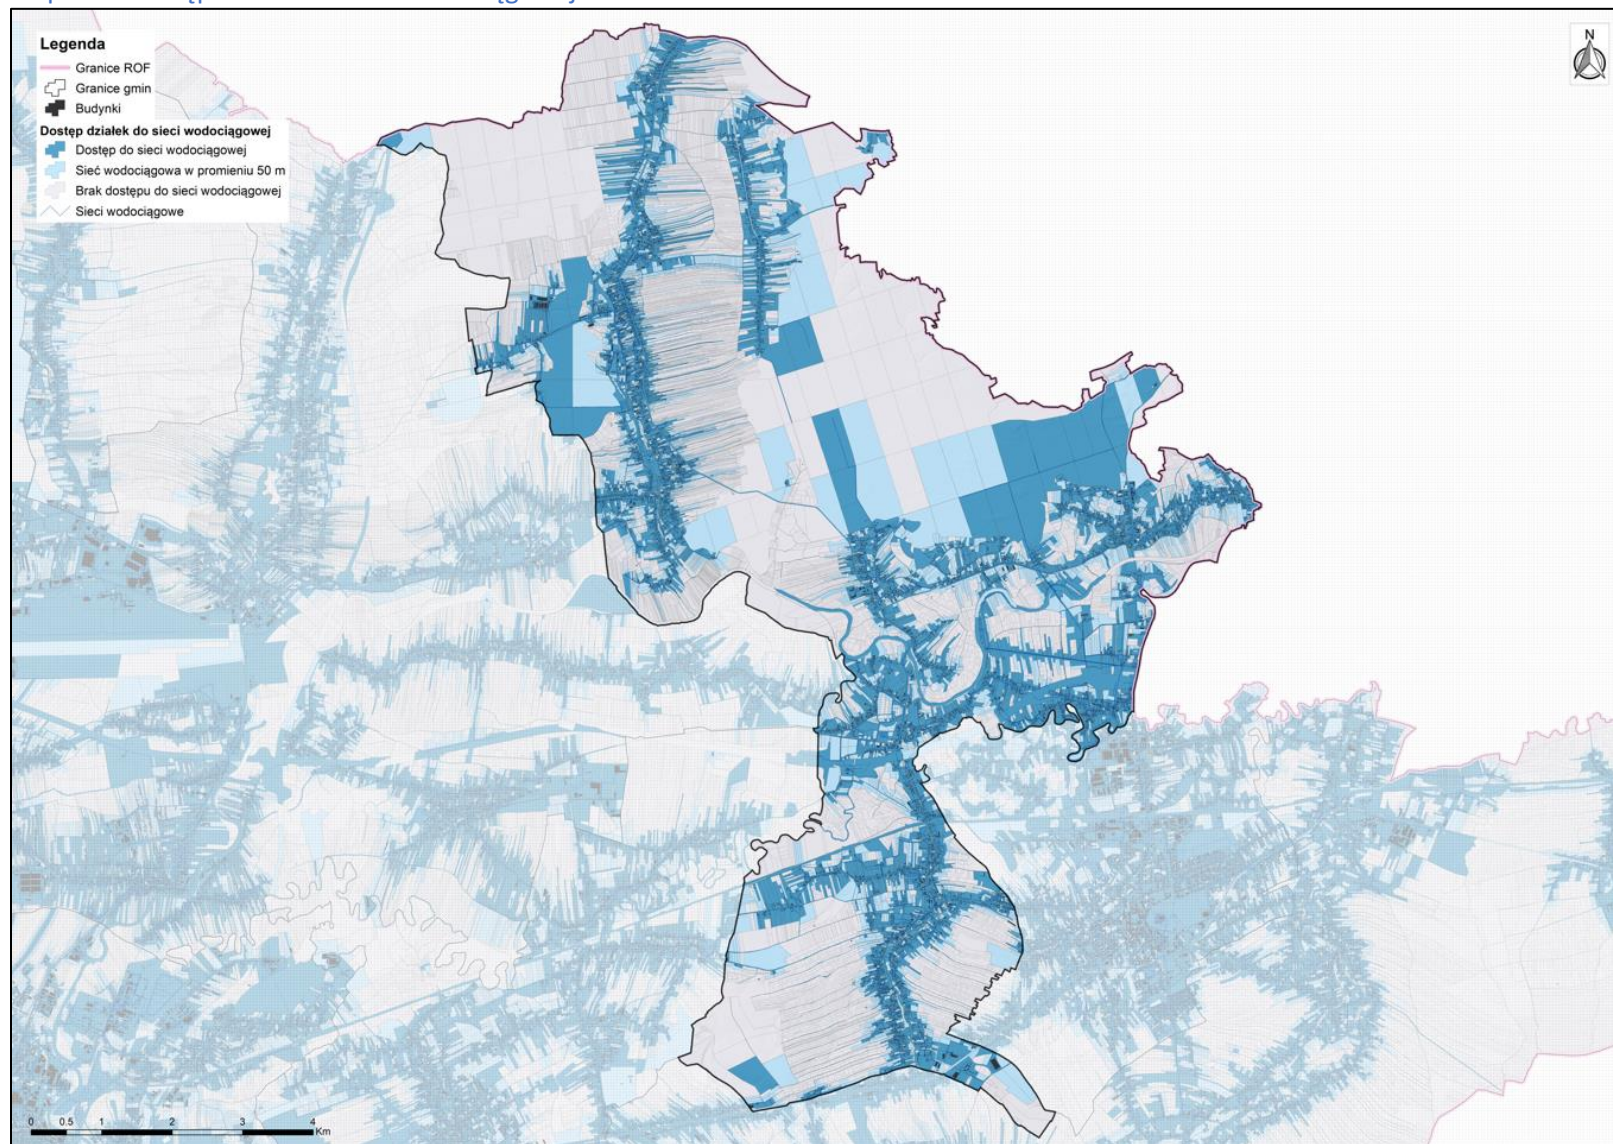 Legenda
Granice ROF
Granice gmin
Budynki
Dostęp działek do sieci wodociągowej
Dostęp do sieci wodociągowej
Sieć wodociągowa w promieniu 50 m
Brak dostępu do sieci wodociągowej
Sieci wodociągowe
N
0 0.5 1 2 3 4
Km